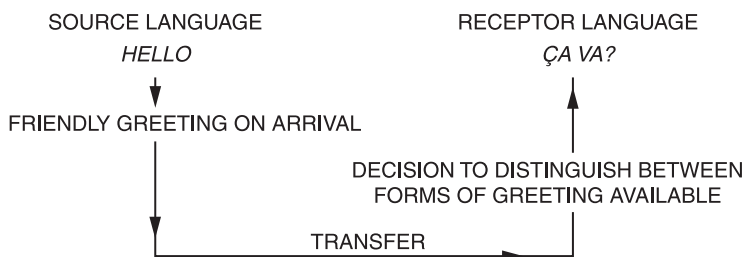 SOURCE LANGUAGE
HELLO
FRIENDLY GREETING ON ARRIVAL
TRANSFER
RECEPTOR LANGUAGE
ÇA VA?
DECISION TO DISTINGUISH BETWEEN
FORMS OF GREETING AVAILABLE